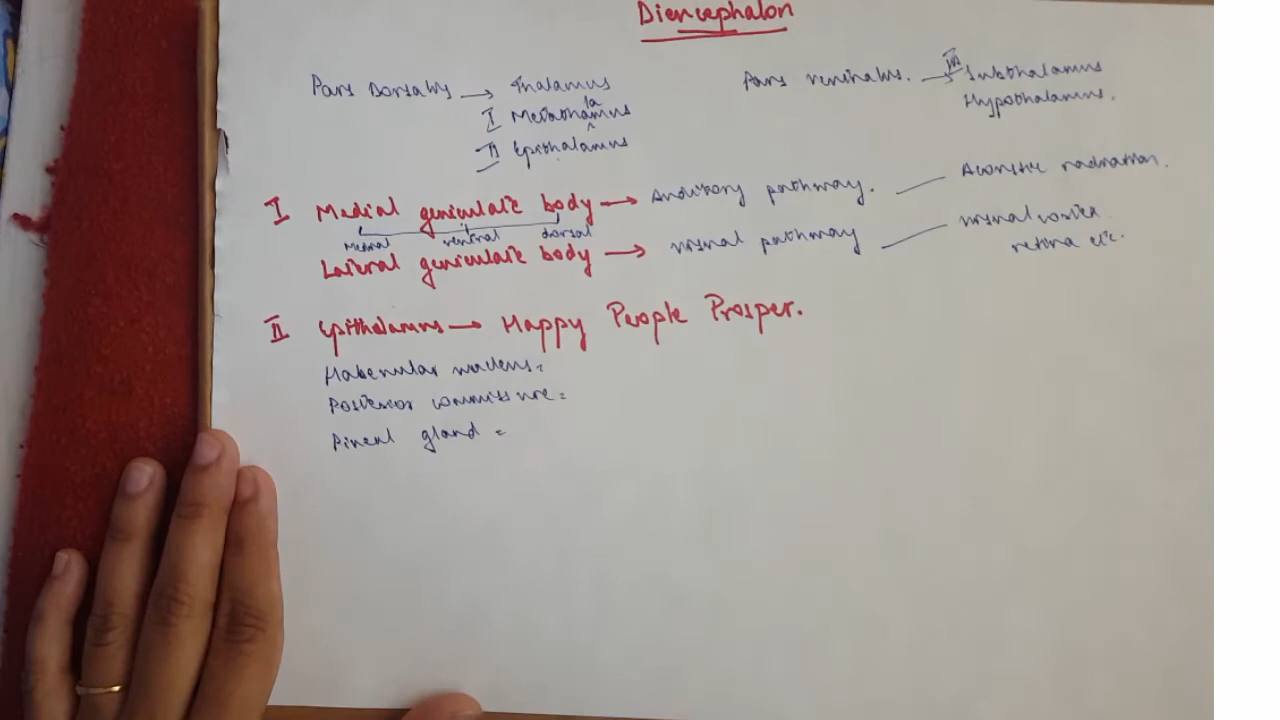 Diencephalon
Pars Dorsalis → Thalamus
I Metathalamus
II Epithalamus
Pars ventralis. → III Subthalamus
Hypothalamus.
I Medial geniculate body → Auditory pathway. — Acoustic radiation.
medial ventral dorsal
Lateral geniculate body → visual pathway — visual cortex
retina etc.
II Epithalamus → Happy People Prosper.
Habenular nucleus =
Posterior commissure =
Pineal gland =